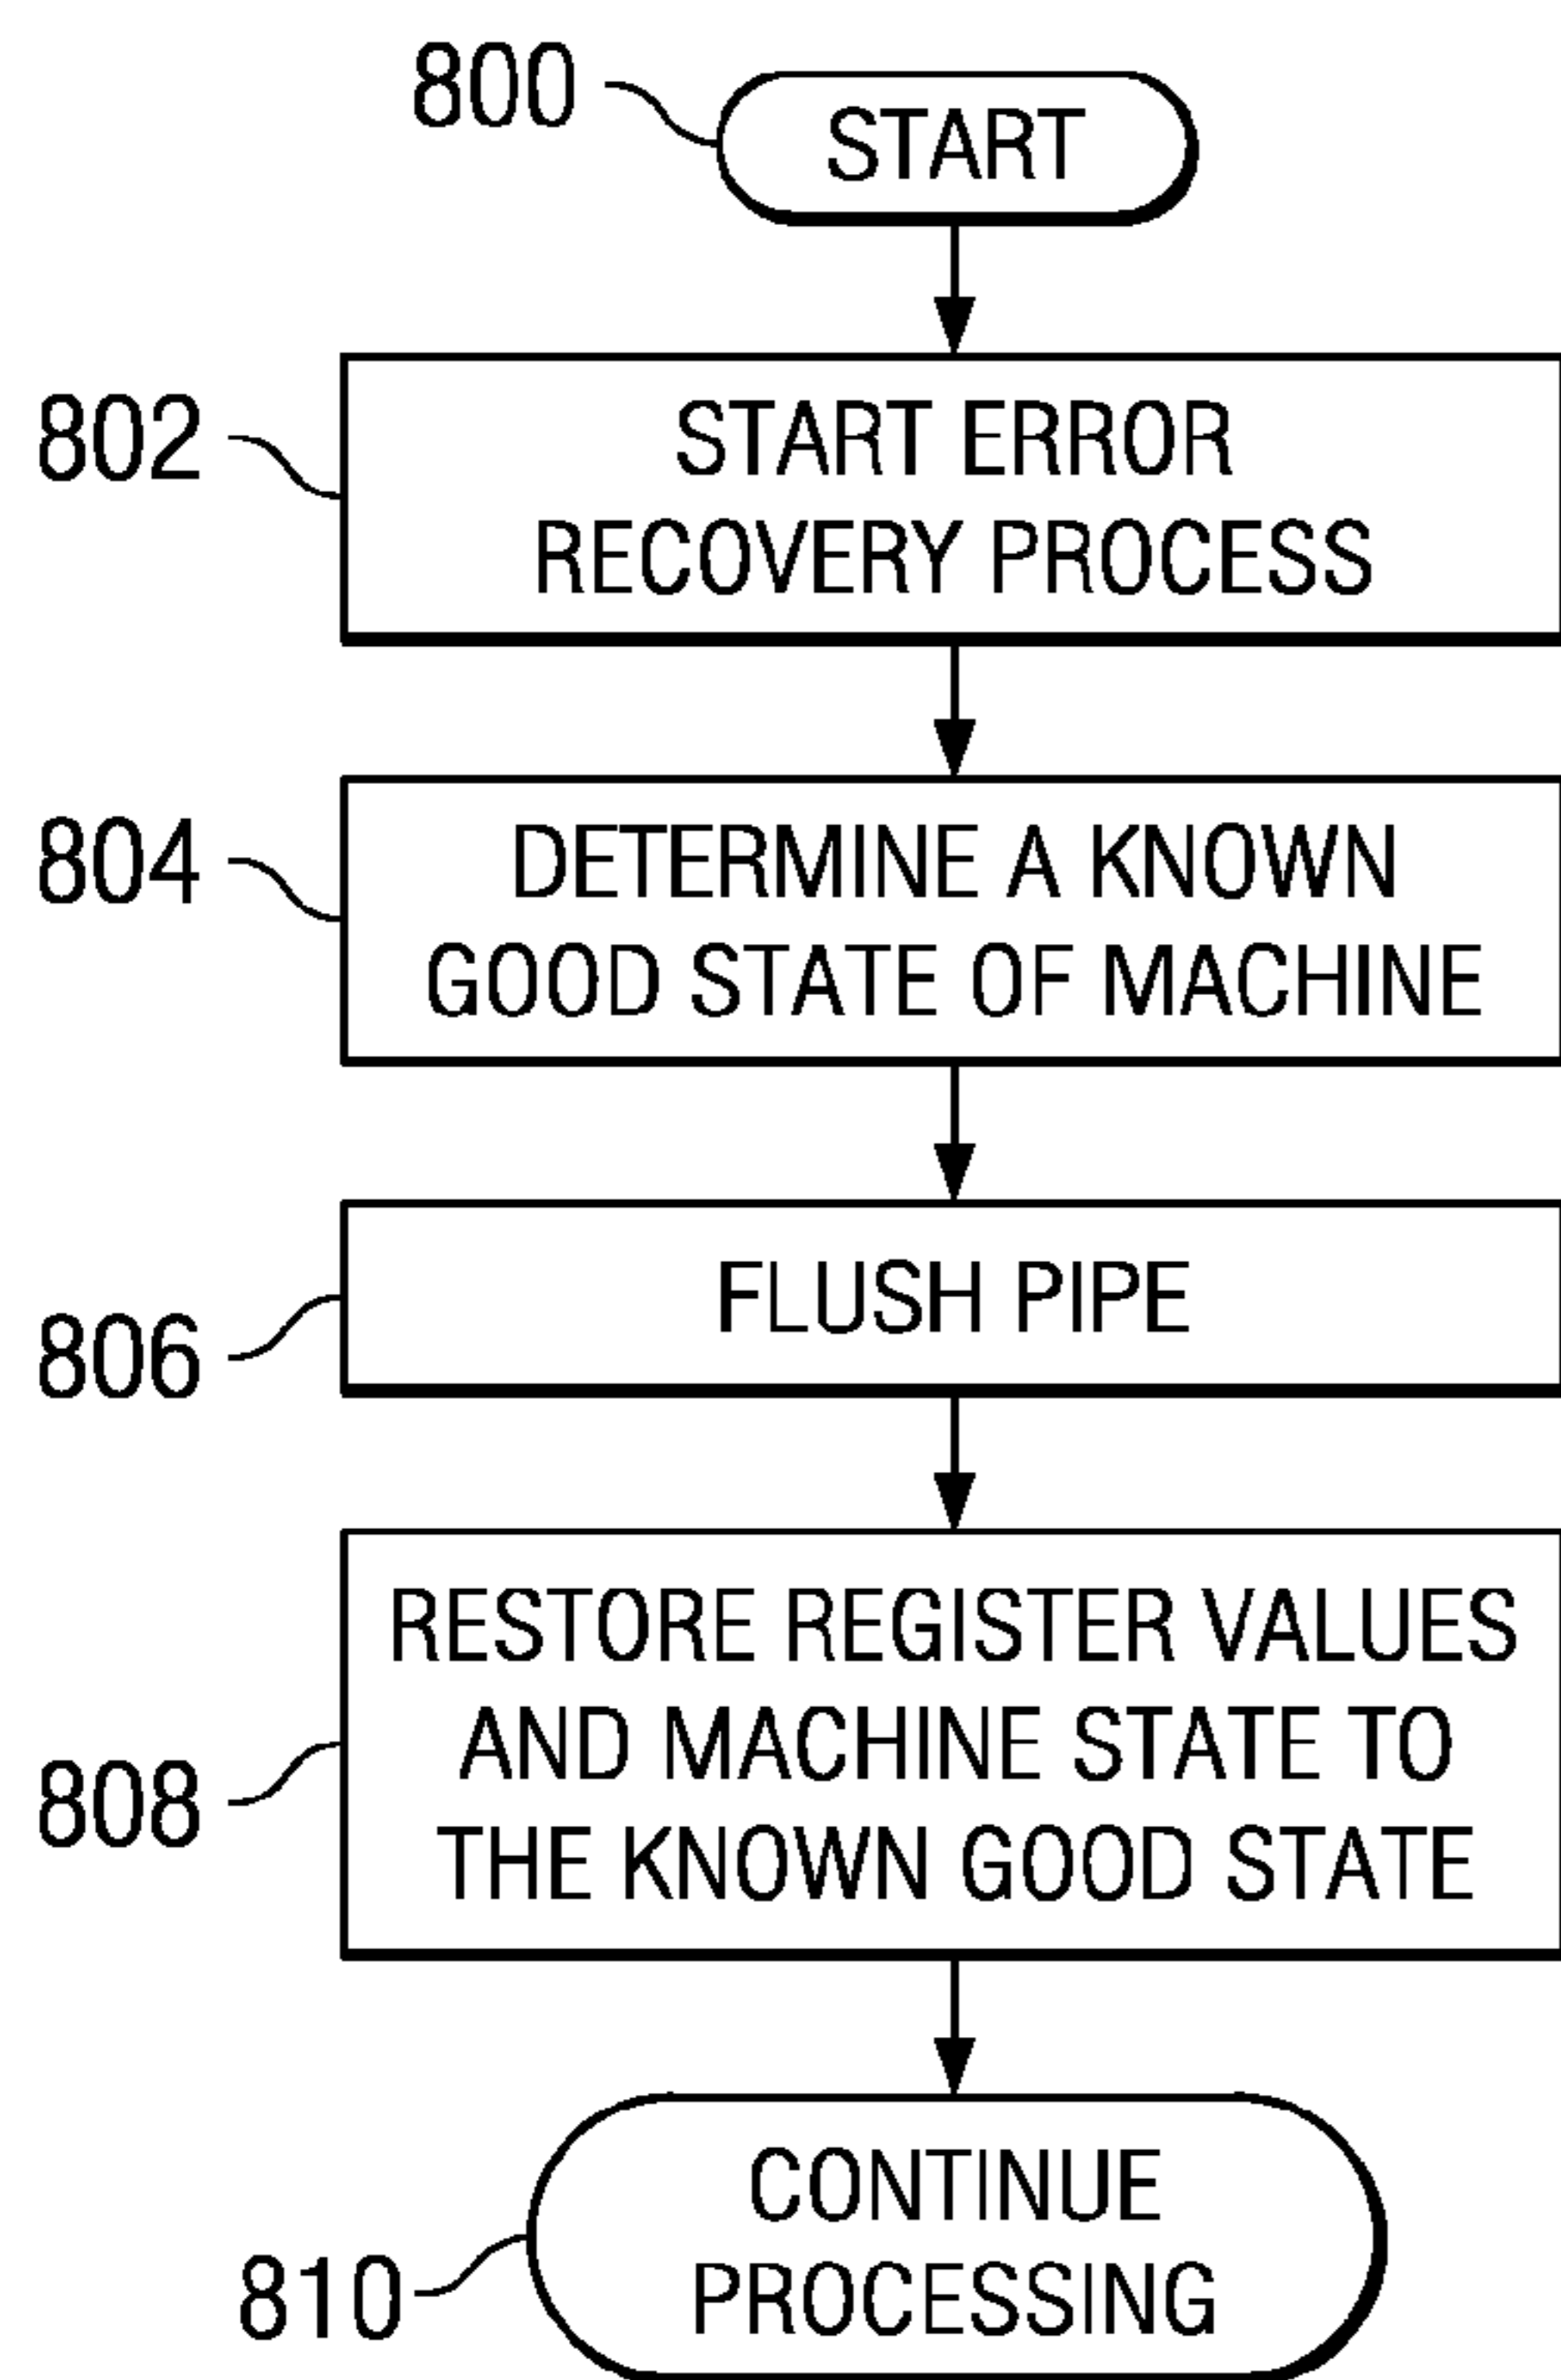 800
START
802
START ERROR
RECOVERY PROCESS
804
DETERMINE A KNOWN
GOOD STATE OF MACHINE
806
FLUSH PIPE
808
RESTORE REGISTER VALUES
AND MACHINE STATE TO
THE KNOWN GOOD STATE
810
CONTINUE
PROCESSING